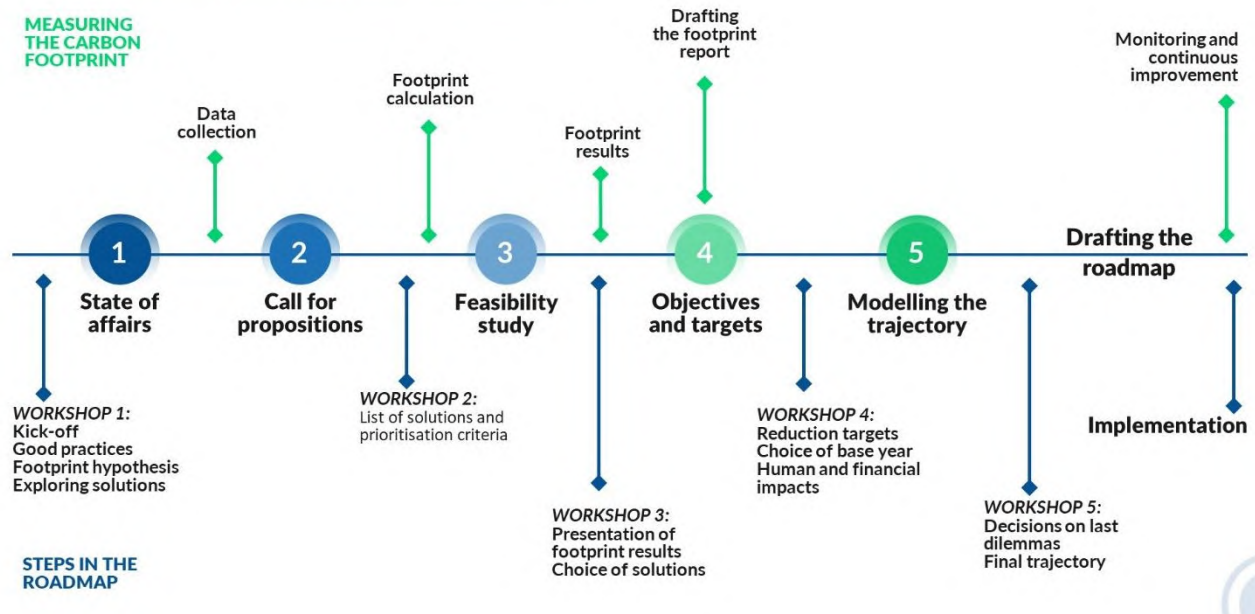 MEASURING
THE CARBON
FOOTPRINT
Data
collection
Footprint
calculation
Footprint
results
Drafting
the footprint
report
Monitoring and
continuous
improvement
1
State of
affairs
2
Call for
propositions
3
Feasibility
study
4
Objectives
and targets
5
Modelling the
trajectory
Drafting the
roadmap
WORKSHOP 1:
Kick-off
Good practices
Footprint hypothesis
Exploring solutions
WORKSHOP 2:
List of solutions and
prioritisation criteria
WORKSHOP 3:
Presentation of
footprint results
Choice of solutions
WORKSHOP 4:
Reduction targets
Choice of base year
Human and financial
impacts
WORKSHOP 5:
Decisions on last
dilemmas
Final trajectory
Implementation
STEPS IN THE
ROADMAP